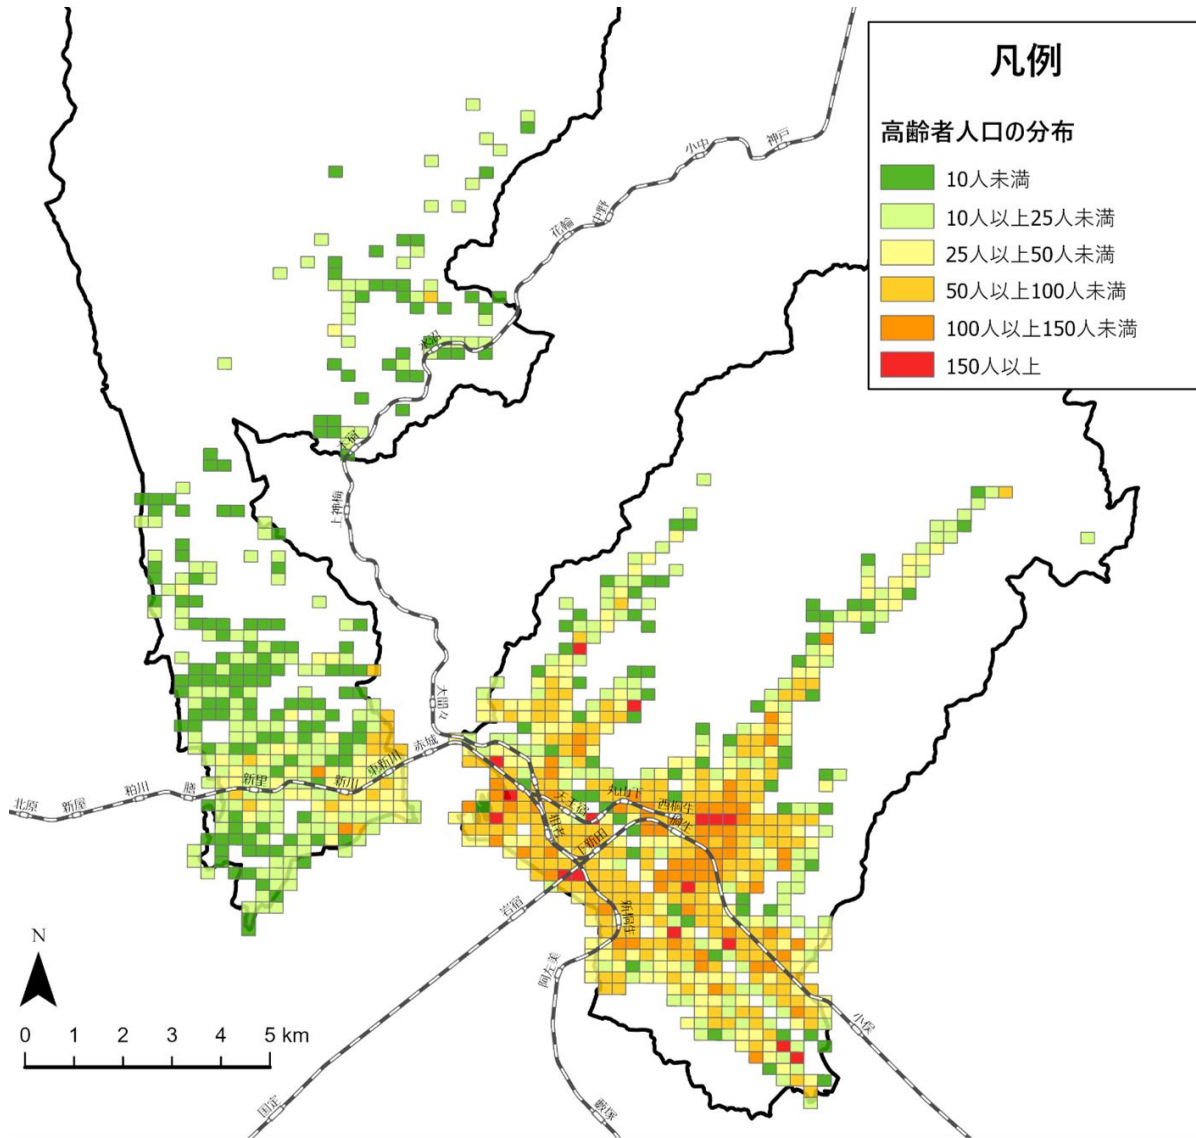 凡例
高齢者人口の分布
10人未満
10人以上25人未満
25人以上50人未満
50人以上100人未満
100人以上150人未満
150人以上
神戸
小中
中野
花輪
水沼
本宿
上神梅
大間々
赤城
東新川
新川
新里
膳
粕川
新屋
北原
天王宿
丸山下
西桐生
桐生
相老
下新田
岩宿
新桐生
阿左美
小俣
国定
藪塚
N
0 1 2 3 4 5 km